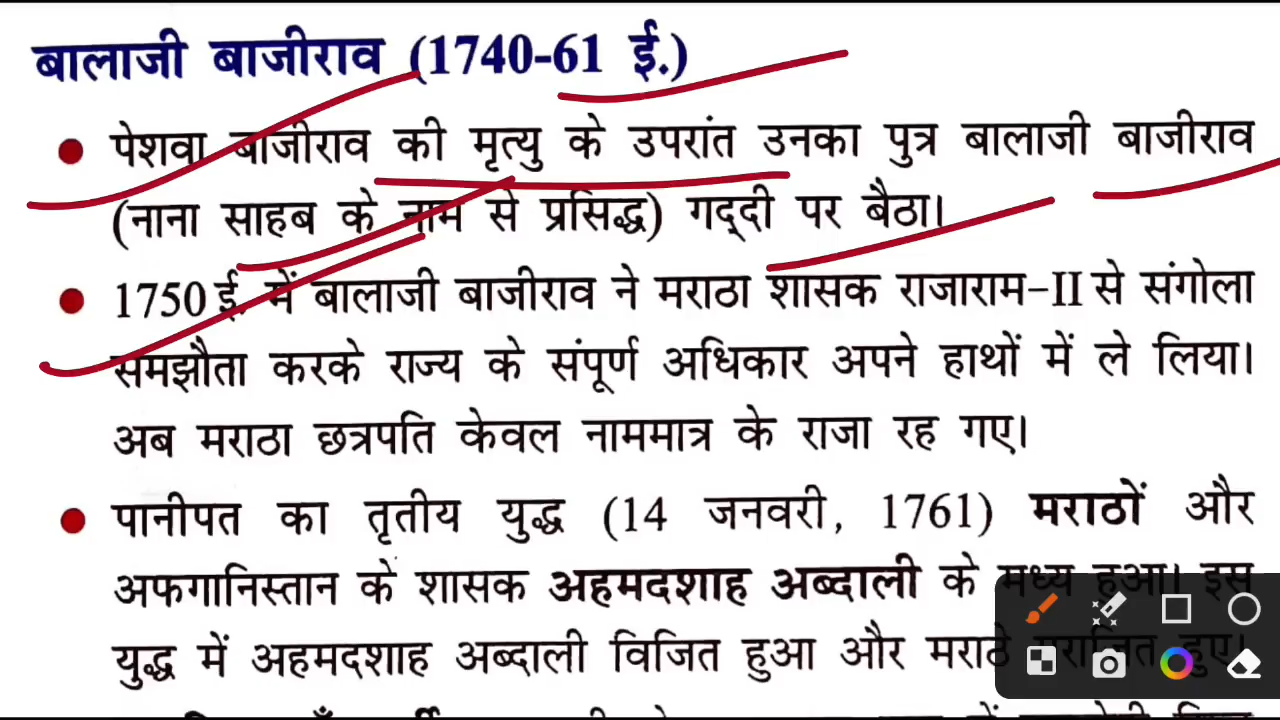 बालाजी बाजीराव (1740-61 ई.)
पेशवा बाजीराव की मृत्यु के उपरांत उनका पुत्र बालाजी बाजीराव
(नाना साहब के नाम से प्रसिद्ध) गद्दी पर बैठा।
1750 ई. में बालाजी बाजीराव ने मराठा शासक राजाराम-II से संगोला
समझौता करके राज्य के संपूर्ण अधिकार अपने हाथों में ले लिया।
अब मराठा छत्रपति केवल नाममात्र के राजा रह गए।
पानीपत का तृतीय युद्ध (14 जनवरी, 1761) मराठों और
अफगानिस्तान के शासक अहमदशाह अब्दाली के मध्य हुआ। इस
युद्ध में अहमदशाह अब्दाली विजित हुआ और मराठे पराजित हुए।